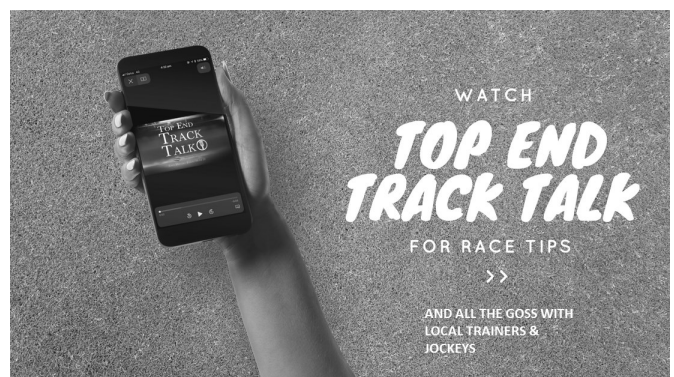 TOP END
TRACK
TALK
WATCH
TOP END
TRACK TALK
FOR RACE TIPS
>>
AND ALL THE GOSS WITH
LOCAL TRAINERS &
JOCKEYS